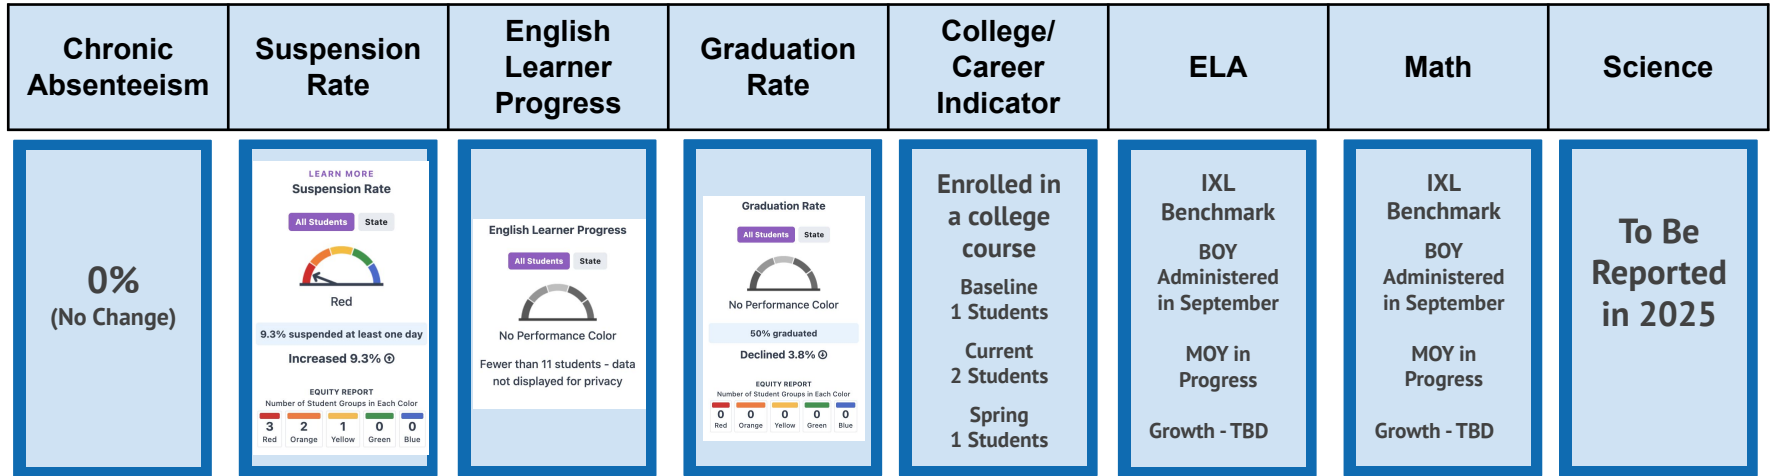 Chronic
Absenteeism
Suspension
Rate
English
Learner
Progress
Graduation
Rate
College/
Career
Indicator
ELA
Math
Science
0%
(No Change)
LEARN MORE
Suspension Rate
All Students State
Red
9.3% suspended at least one day
Increased 9.3%
EQUITY REPORT
Number of Student Groups in Each Color
3 2 1 0 0
Red Orange Yellow Green Blue
English Learner Progress
All Students State
No Performance Color
Fewer than 11 students - data
not displayed for privacy
Graduation Rate
All Students State
No Performance Color
50% graduated
Declined 3.8%
EQUITY REPORT
Number of Student Groups in Each Color
0 0 0 0 0
Red Orange Yellow Green Blue
Enrolled in
a college
course
Baseline
1 Students
Current
2 Students
Spring
1 Students
IXL
Benchmark
BOY
Administered
in September
MOY in
Progress
Growth - TBD
IXL
Benchmark
BOY
Administered
in September
MOY in
Progress
Growth - TBD
To Be
Reported
in 2025